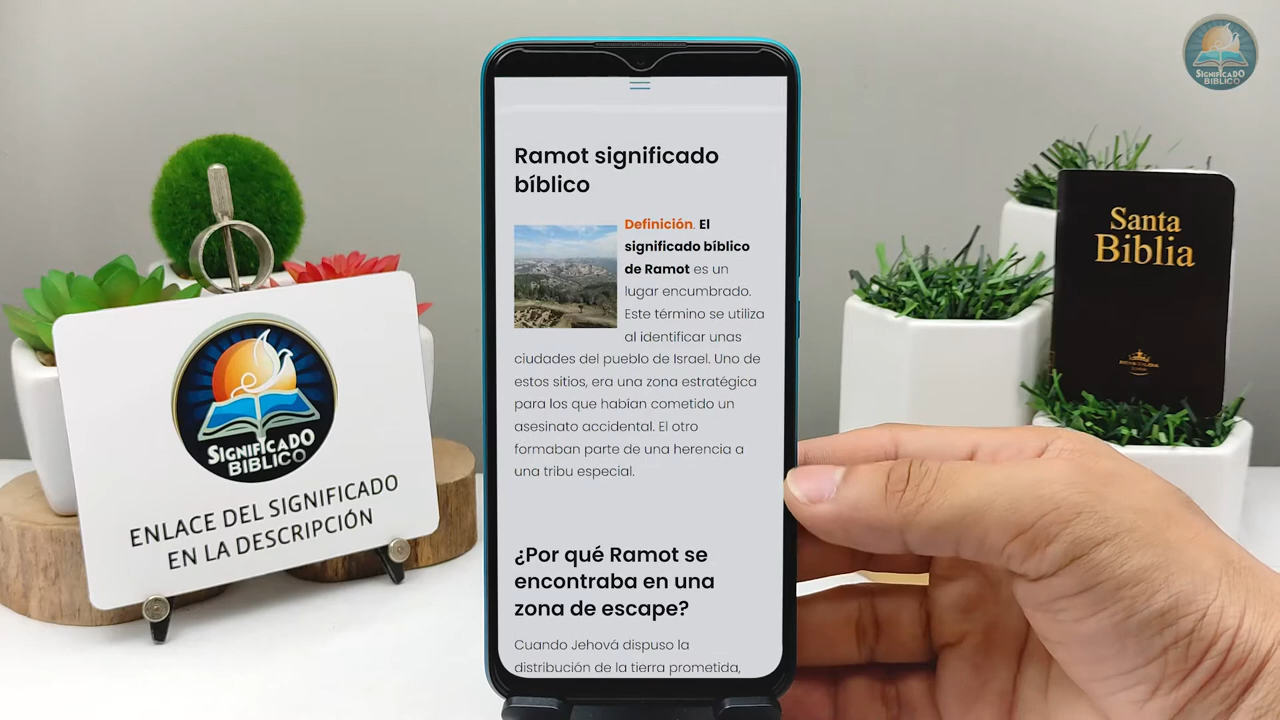 SIGNIFICADO
BIBLICO
Ramot significado
bíblico
Definición. El
significado bíblico
de Ramot es un
lugar encumbrado.
Este término se utiliza
al identificar unas
ciudades del pueblo de Israel. Uno de
estos sitios, era una zona estratégica
para los que habían cometido un
asesinato accidental. El otro
formaban parte de una herencia a
una tribu especial.
¿Por qué Ramot se
encontraba en una
zona de escape?
Cuando Jehová dispuso la
distribución de la tierra prometida,
SIGNIFICADO
BIBLICO
ENLACE DEL SIGNIFICADO
EN LA DESCRIPCIÓN
Santa
Biblia